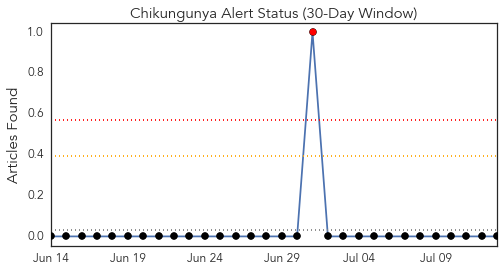 Chikungunya Alert Status (30-Day Window)
1.0
0.8
0.6
0.4
0.2
0.0
Articles Found
Jun 14 Jun 19 Jun 24 Jun 29 Jul 04 Jul 09